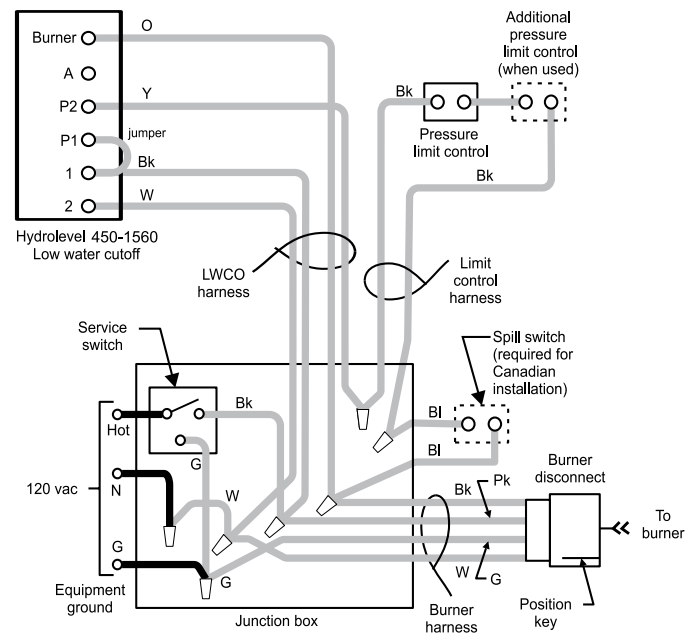 Burner
A
P2
P1
1
2
O
Y
jumper
Bk
W
Hydrolevel 450-1560
Low water cutoff
Additional
pressure
limit control
(when used)
Bk
Pressure
limit control
Bk
LWCO
harness
Limit
control
harness
Service
switch
Spill switch
(required for
Canadian
installation)
Hot
Bk
G
Bl
Bl
120 vac
N
W
G
G
Equipment
ground
Junction box
Bk
Pk
W
G
Burner
disconnect
To
burner
Burner
harness
Position
key